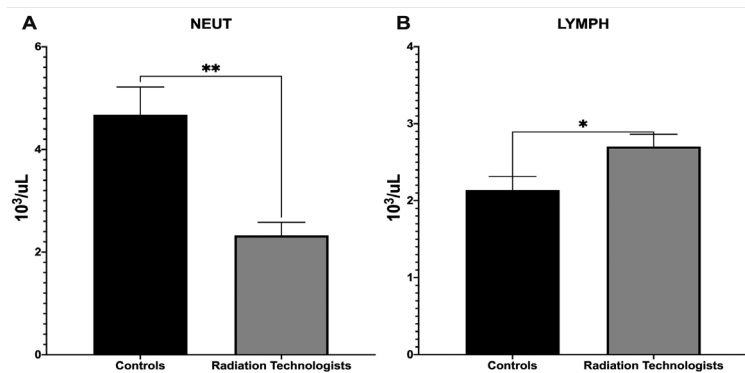 A
NEUT
6
4
2
0
10³/uL
**
Controls
Radiation Technologists
B
LYMPH
4
3
2
1
0
10³/uL
*
Controls
Radiation Technologists